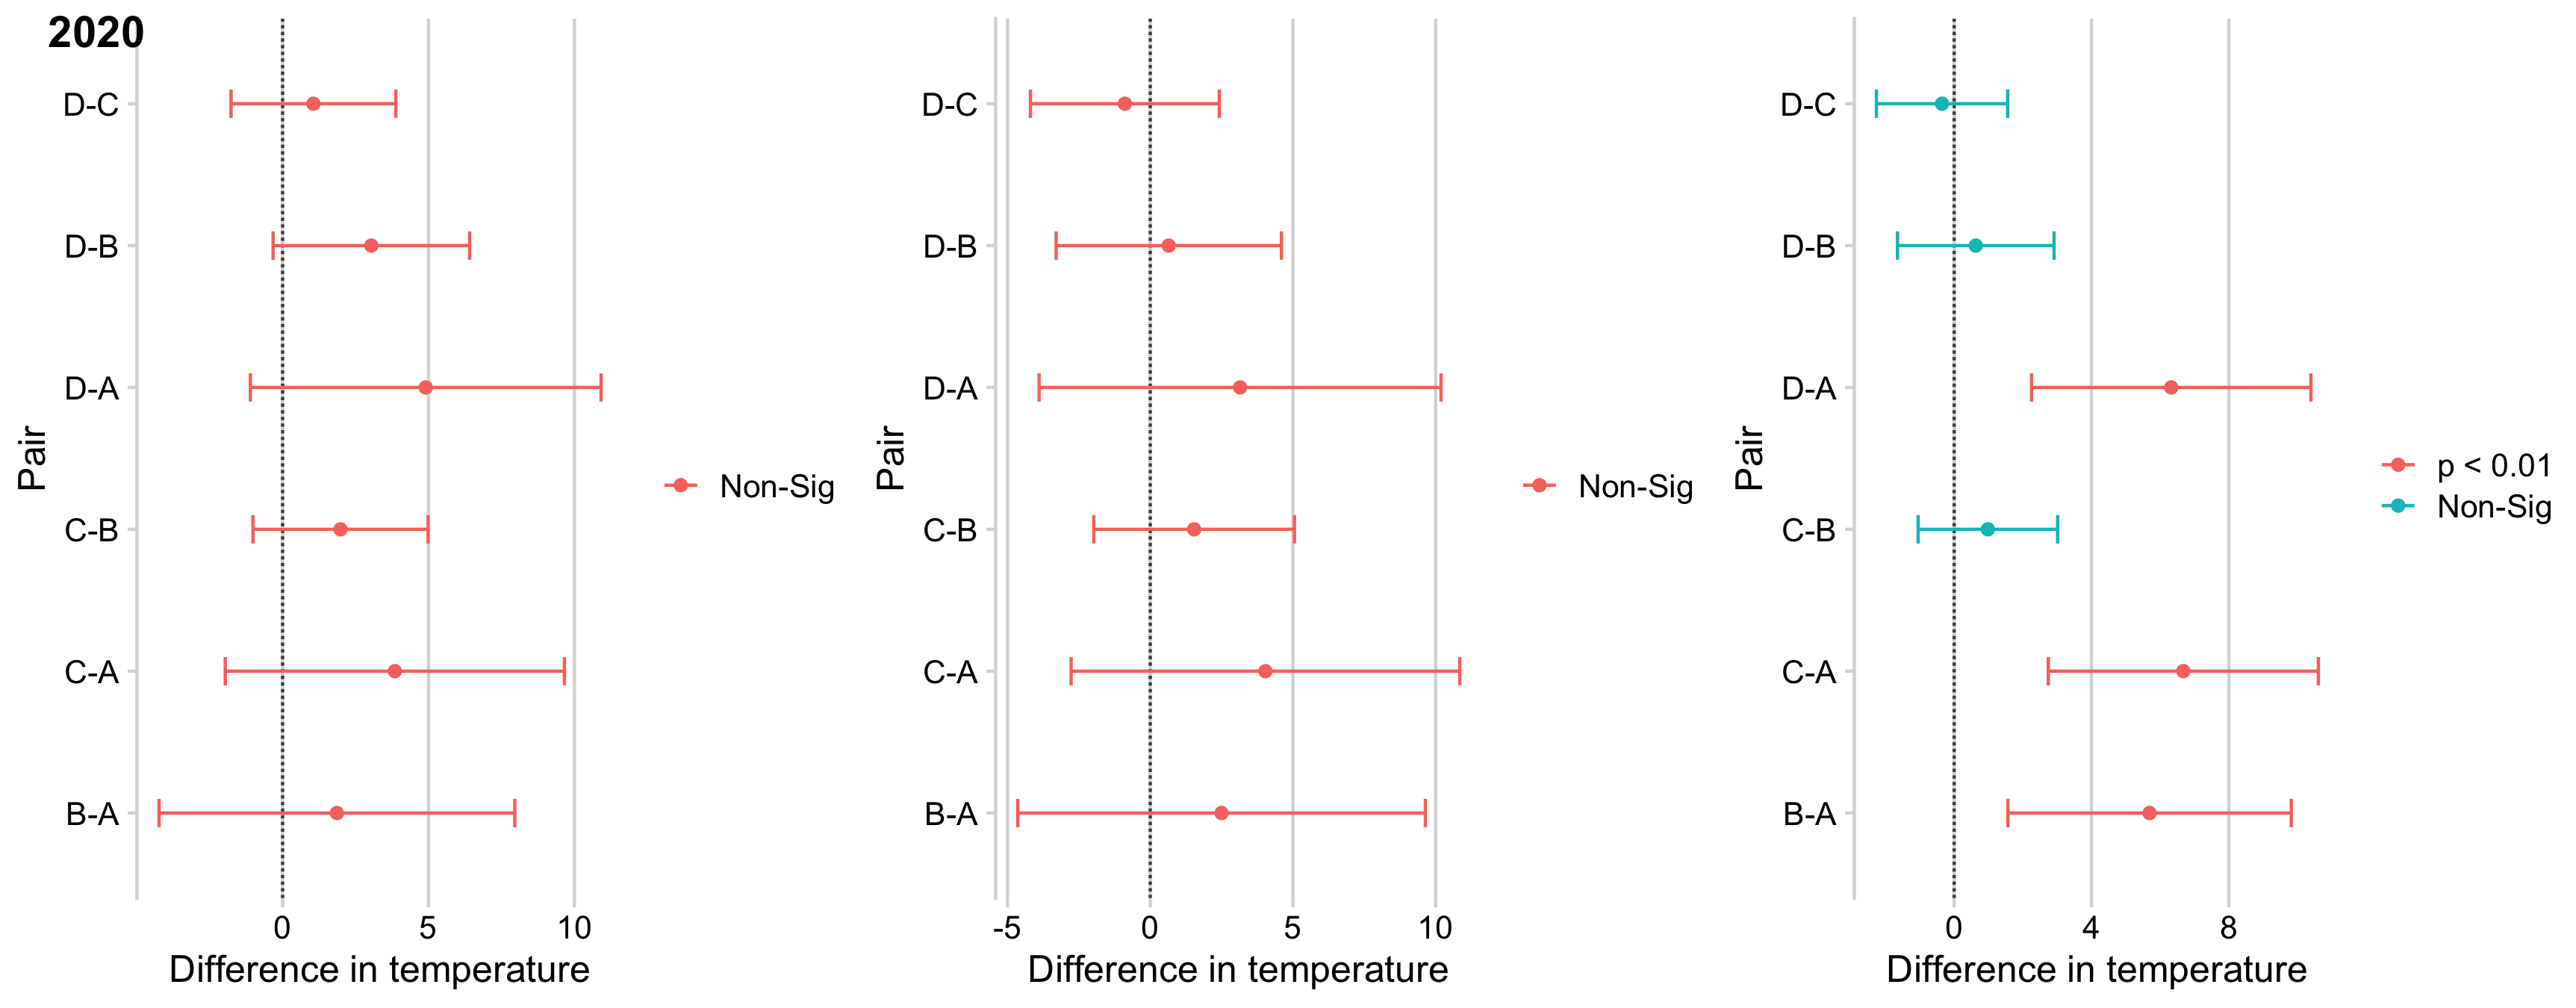 2020
D-C
D-B
D-A
C-B
C-A
B-A
Pair
0 5 10
Difference in temperature
Non-Sig
D-C
D-B
D-A
C-B
C-A
B-A
Pair
-5 0 5 10
Difference in temperature
Non-Sig
D-C
D-B
D-A
C-B
C-A
B-A
Pair
0 4 8
Difference in temperature
p < 0.01
Non-Sig